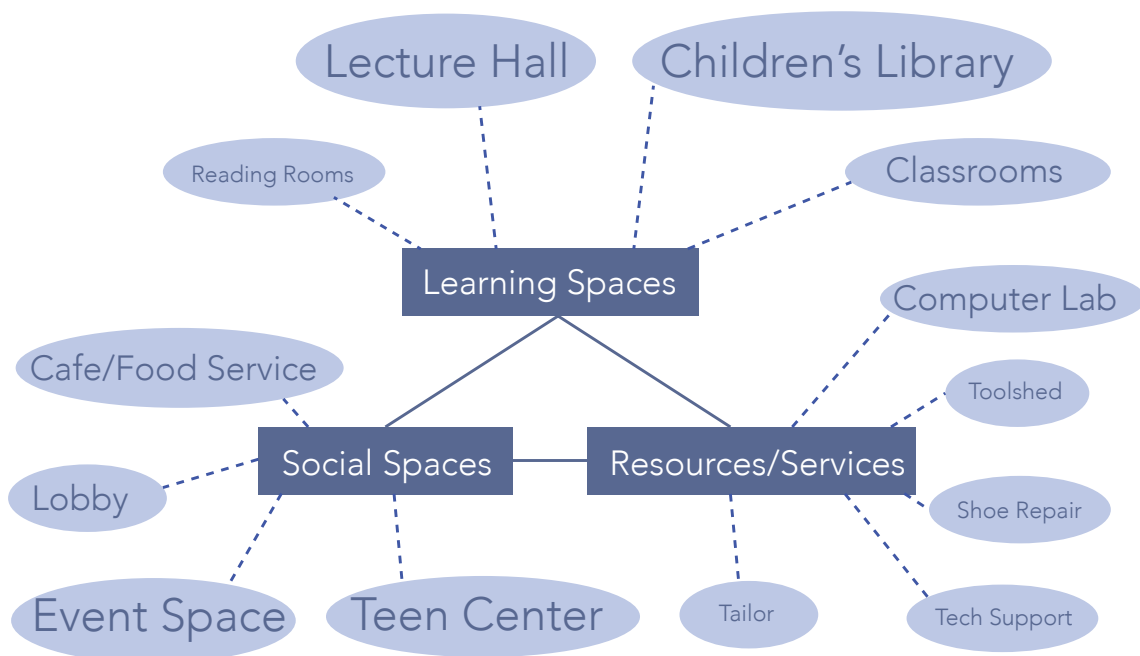 Lecture Hall
Children’s Library
Reading Rooms
Classrooms
Learning Spaces
Computer Lab
Cafe/Food Service
Toolshed
Social Spaces
Resources/Services
Lobby
Shoe Repair
Event Space
Teen Center
Tailor
Tech Support